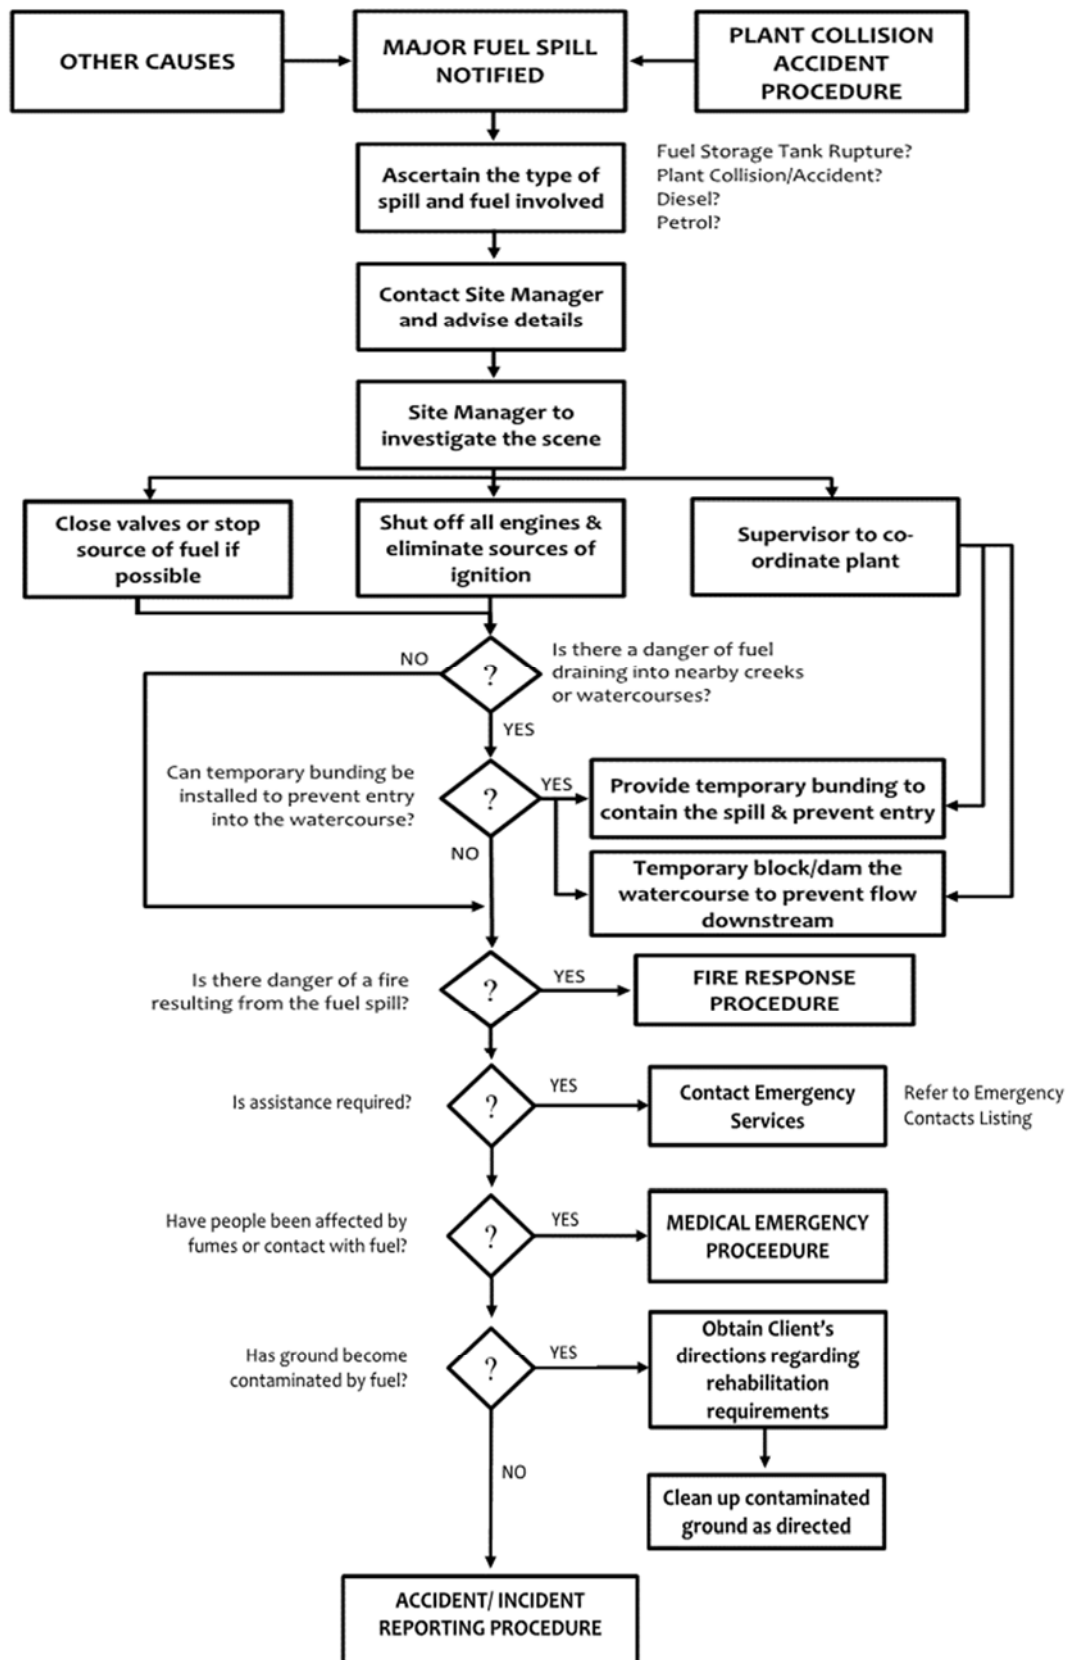 OTHER CAUSES
MAJOR FUEL SPILL
NOTIFIED
PLANT COLLISION
ACCIDENT
PROCEDURE
Ascertain the type of
spill and fuel involved
Fuel Storage Tank Rupture?
Plant Collision/Accident?
Diesel?
Petrol?
Contact Site Manager
and advise details
Site Manager to
investigate the scene
Close valves or stop
source of fuel if
possible
Shut off all engines &
eliminate sources of
ignition
Supervisor to co-
ordinate plant
NO
?
Is there a danger of fuel
draining into nearby creeks
or watercourses?
YES
Can temporary bunding be
installed to prevent entry
into the watercourse?
?
YES
Provide temporary bunding to
contain the spill & prevent entry
NO
Temporary block/dam the
watercourse to prevent flow
downstream
Is there danger of a fire
resulting from the fuel spill?
?
YES
FIRE RESPONSE
PROCEDURE
Is assistance required?
?
YES
Contact Emergency
Services
Refer to Emergency
Contacts Listing
Have people been affected by
fumes or contact with fuel?
?
YES
MEDICAL EMERGENCY
PROCEEDURE
Has ground become
contaminated by fuel?
?
YES
Obtain Client's
directions regarding
rehabilitation
requirements
NO
Clean up contaminated
ground as directed
ACCIDENT/ INCIDENT
REPORTING PROCEDURE